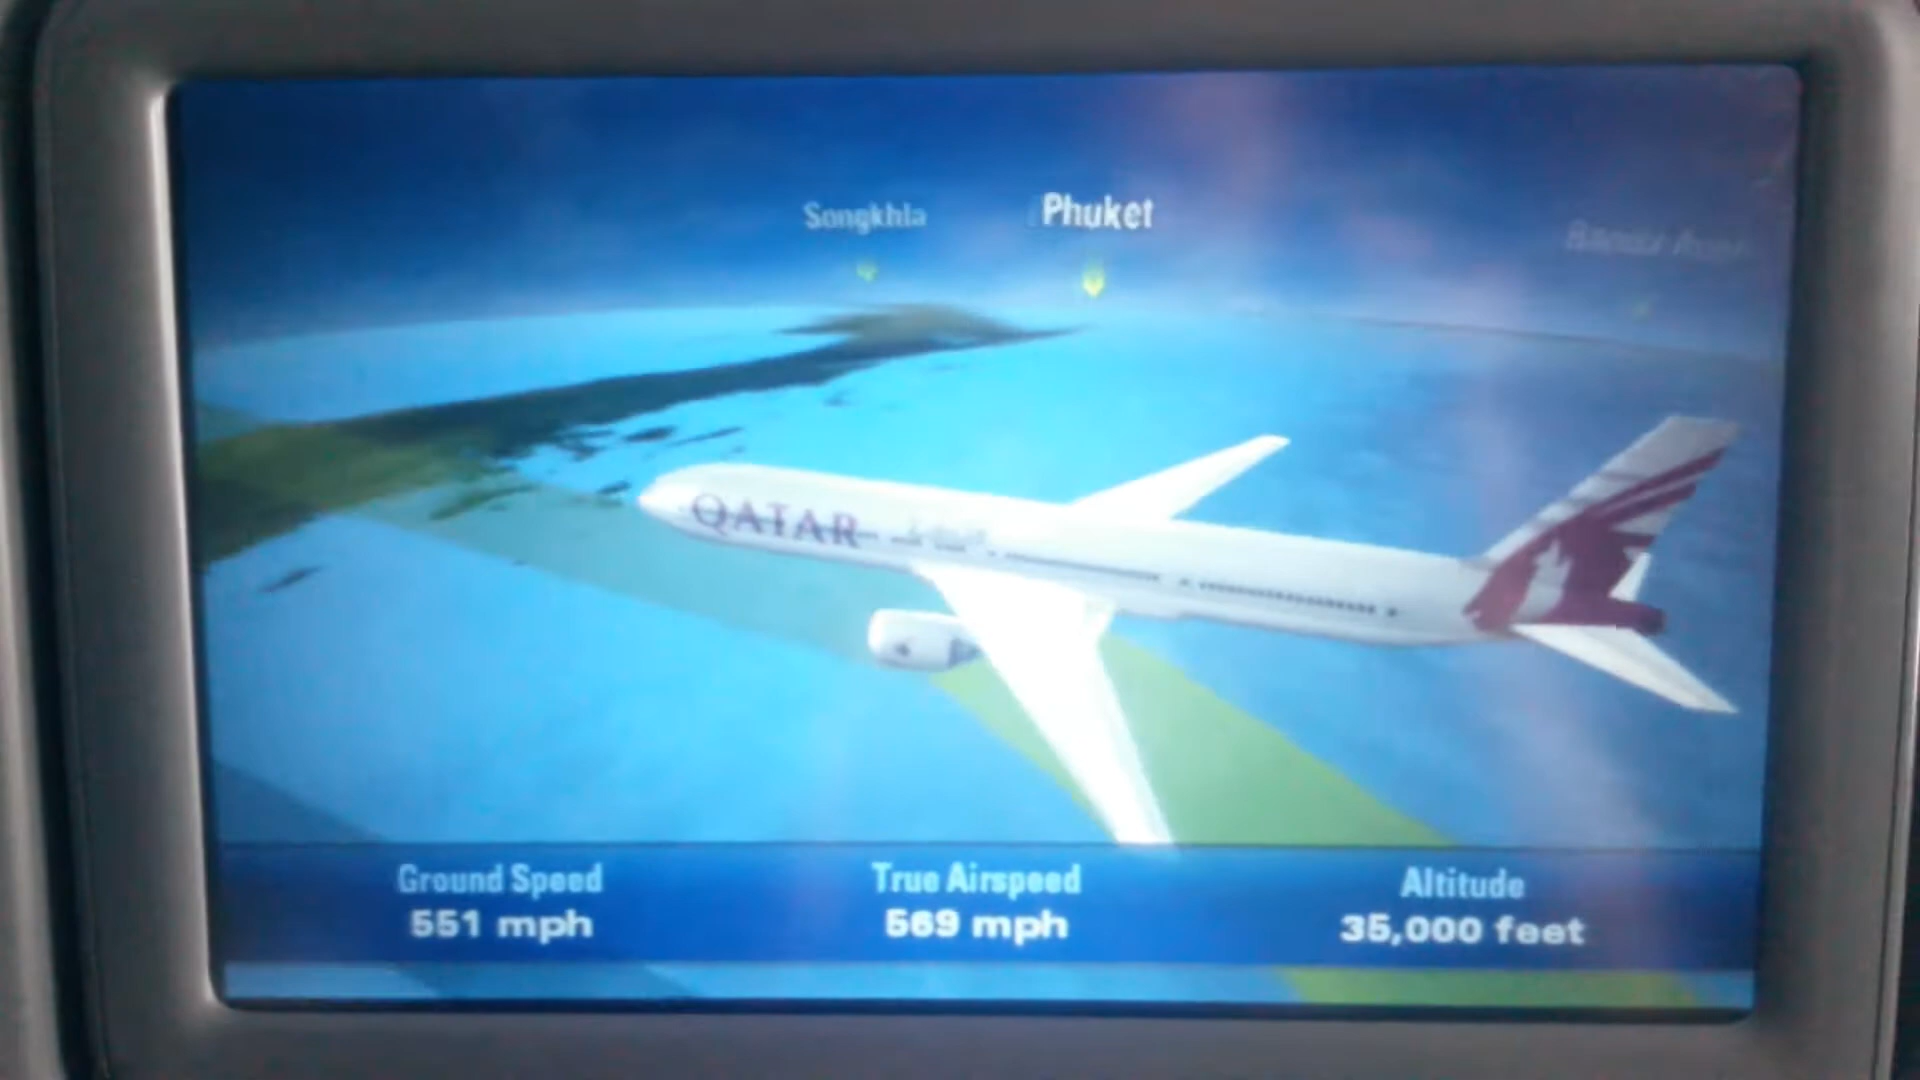 Songkhla
Phuket
QATAR
Ground Speed
True Airspeed
Altitude
551 mph
569 mph
35,000 feet